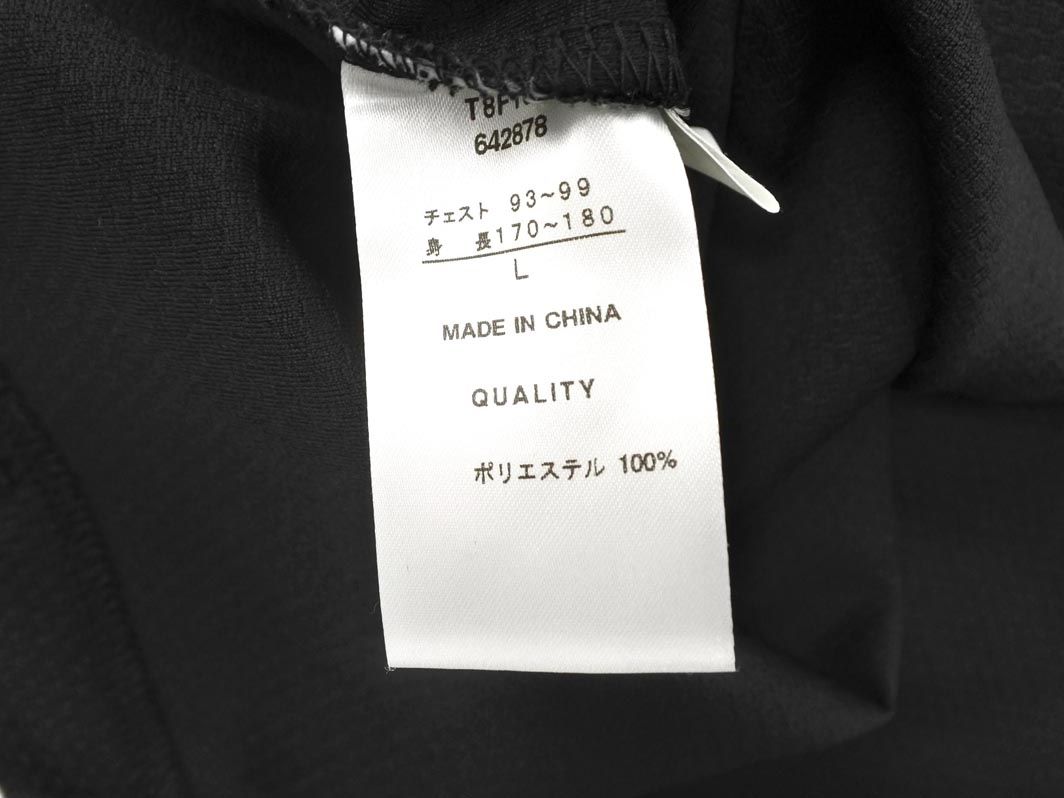 642878
チェスト 93~99
身 長170~180
L
MADE IN CHINA
QUALITY
ポリエステル 100%